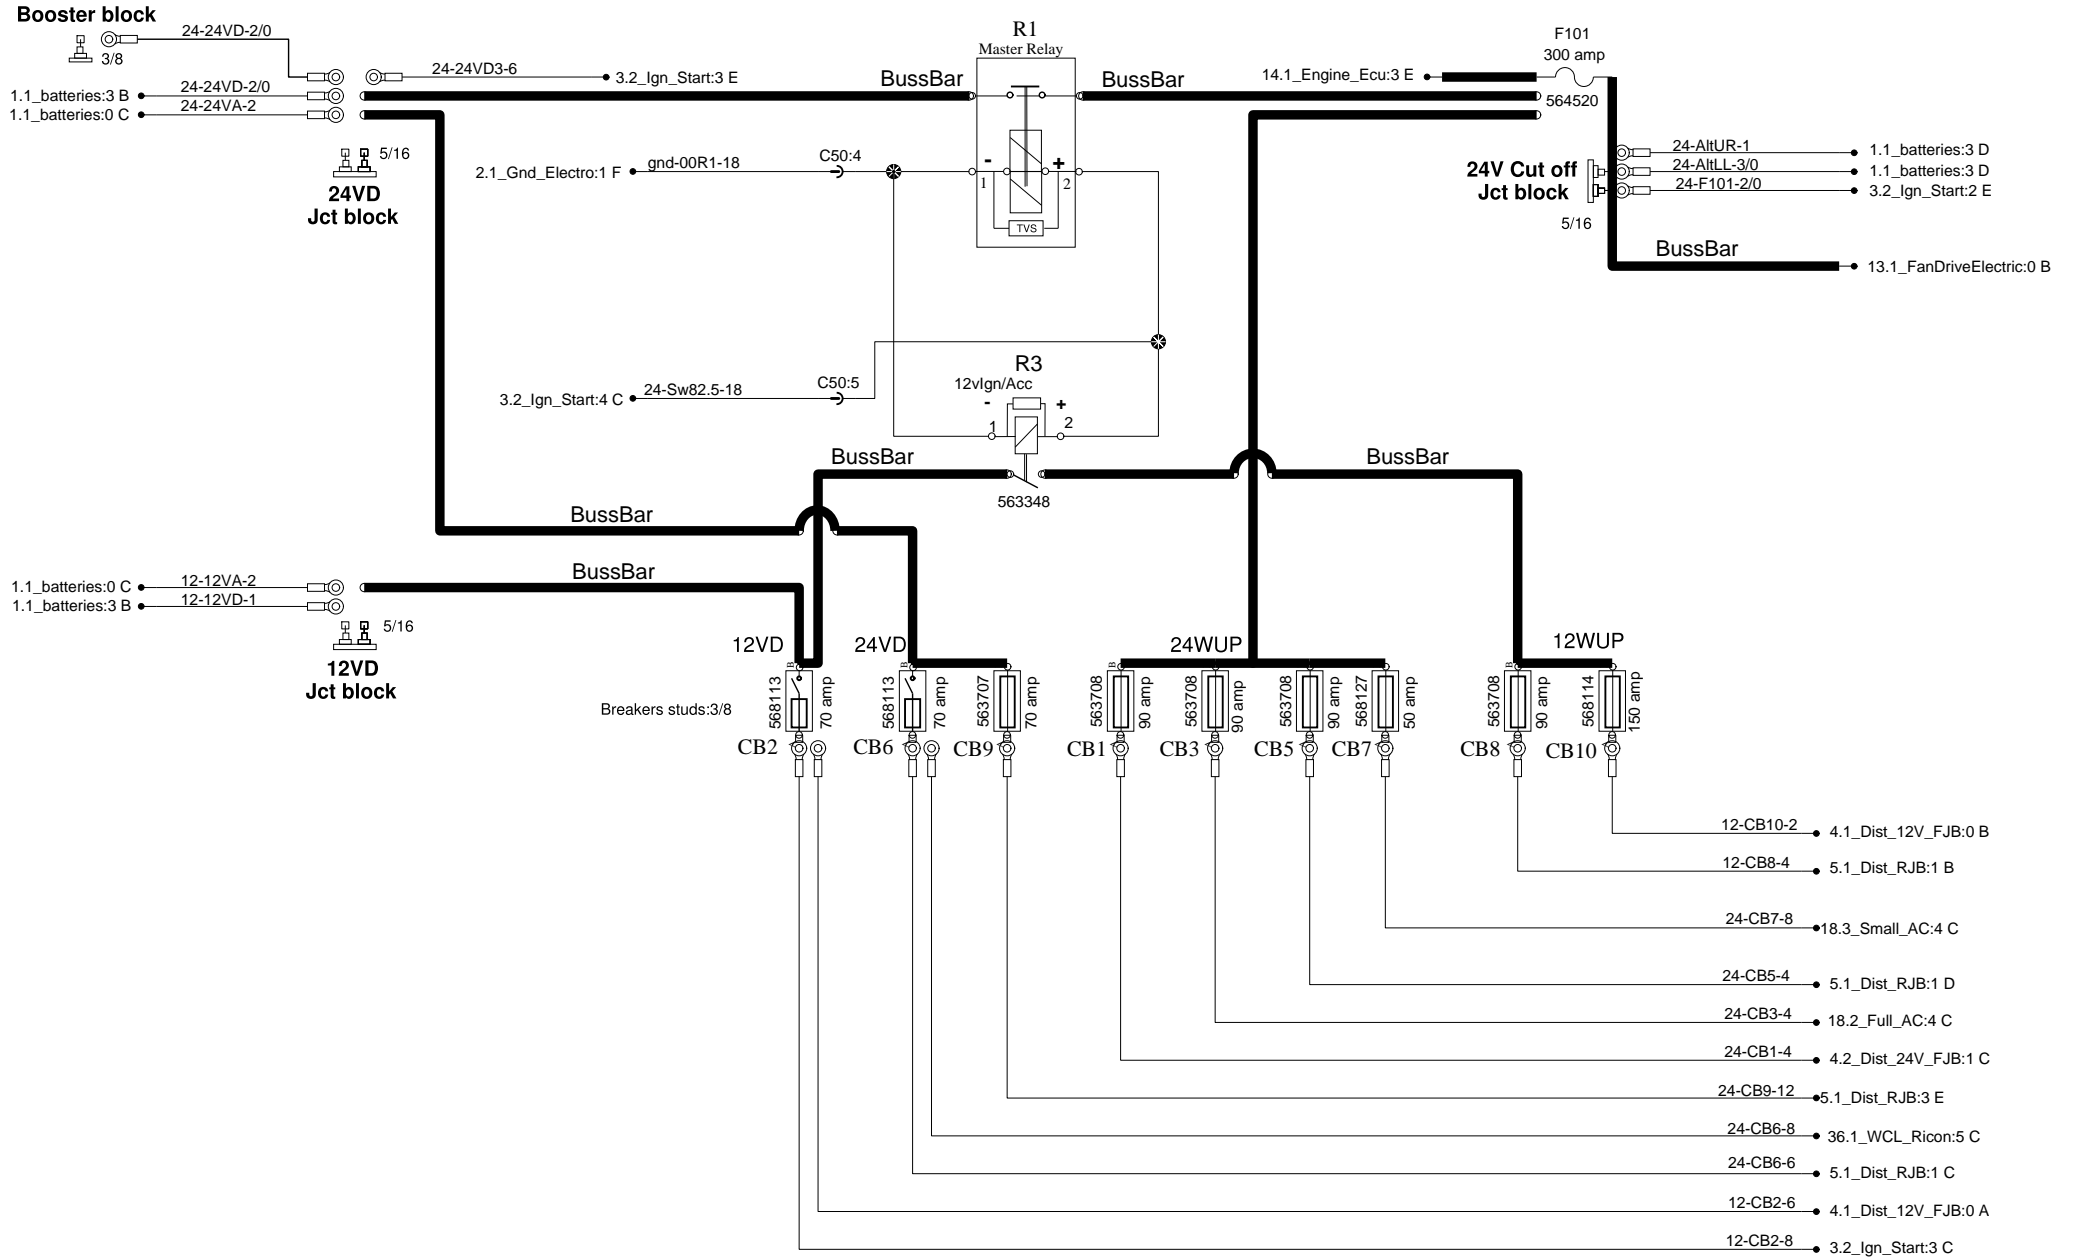 Booster block
24-24VD-2/0
3/8
24-24VD3-6
3.2_Ign_Start:3 E
1.1_batteries:3 B
24-24VD-2/0
1.1_batteries:0 C
24-24VA-2
5/16
24VD
Jct block
BussBar
R1
Master Relay
BussBar
14.1_Engine_Ecu:3 E
F101
300 amp
564520
2.1_Gnd_Electro:1 F
gnd-00R1-18
C50:4
-
+
1
2
TVS
24V Cut off
Jct block
5/16
24-AltUR-1
1.1_batteries:3 D
24-AltLL-3/0
1.1_batteries:3 D
24-F101-2/0
3.2_Ign_Start:2 E
BussBar
13.1_FanDriveElectric:0 B
3.2_Ign_Start:4 C
24-Sw82.5-18
C50:5
R3
12vIgn/Acc
-
+
1
2
563348
BussBar
BussBar
BussBar
BussBar
1.1_batteries:0 C
12-12VA-2
1.1_batteries:3 B
12-12VD-1
5/16
12VD
Jct block
12VD
24VD
24WUP
12WUP
Breakers studs:3/8
B
568113
70 amp
CB2
B
568113
70 amp
CB6
563707
70 amp
CB9
B
563708
90 amp
CB1
563708
90 amp
CB3
563708
90 amp
CB5
568127
50 amp
CB7
B
563708
90 amp
CB8
568114
150 amp
CB10
12-CB10-2
4.1_Dist_12V_FJB:0 B
12-CB8-4
5.1_Dist_RJB:1 B
24-CB7-8
18.3_Small_AC:4 C
24-CB5-4
5.1_Dist_RJB:1 D
24-CB3-4
18.2_Full_AC:4 C
24-CB1-4
4.2_Dist_24V_FJB:1 C
24-CB9-12
5.1_Dist_RJB:3 E
24-CB6-8
36.1_WCL_Ricon:5 C
24-CB6-6
5.1_Dist_RJB:1 C
12-CB2-6
4.1_Dist_12V_FJB:0 A
12-CB2-8
3.2_Ign_Start:3 C